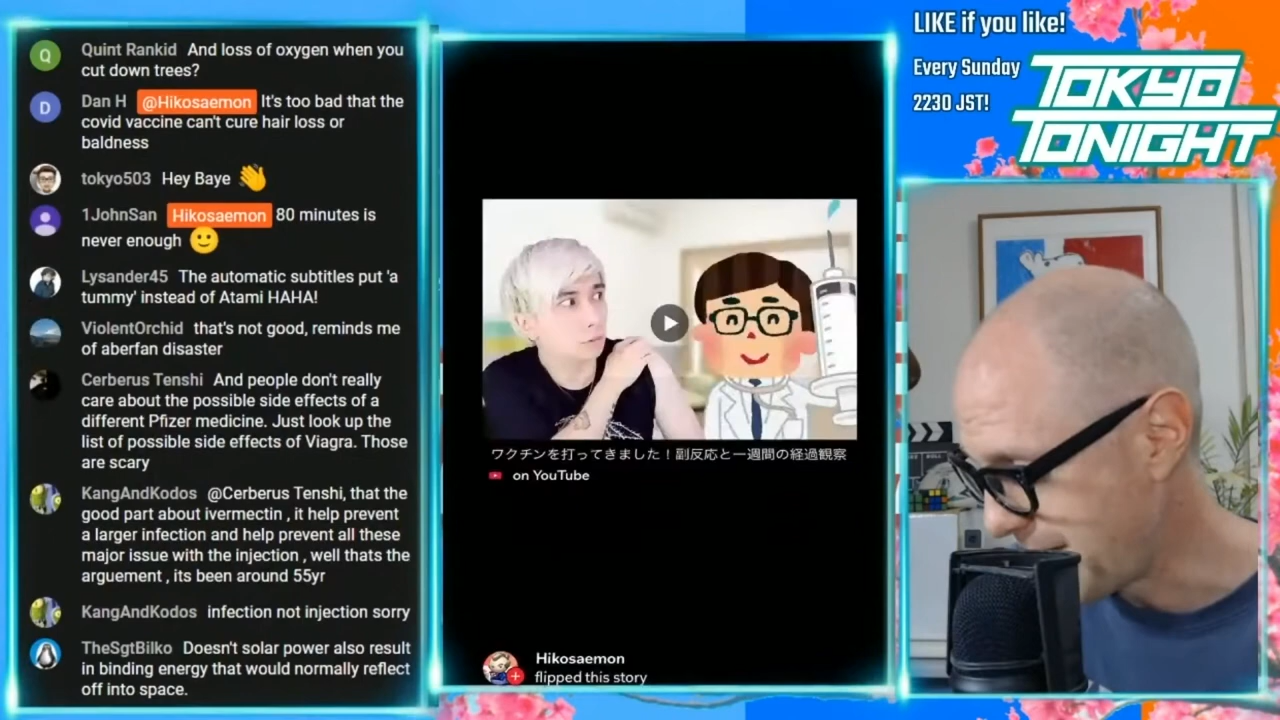 Quint Rankid And loss of oxygen when you
cut down trees?
Dan H @Hikosaemon It's too bad that the
covid vaccine can't cure hair loss or
baldness
tokyo503 Hey Baye 👋
1JohnSan Hikosaemon 80 minutes is
never enough 🙂
Lysander45 The automatic subtitles put 'a
tummy' instead of Atami HAHA!
ViolentOrchid that's not good, reminds me
of aberfan disaster
Cerberus Tenshi And people don't really
care about the possible side effects of a
different Pfizer medicine. Just look up the
list of possible side effects of Viagra. Those
are scary
KangAndKodos @Cerberus Tenshi, that the
good part about ivermectin , it help prevent
a larger infection and help prevent all these
major issue with the injection , well thats the
arguement , its been around 55yr
KangAndKodos infection not injection sorry
TheSgtBilko Doesn't solar power also result
in binding energy that would normally reflect
off into space.
ワクチンを打ってきました！副反応と一週間の経過観察
on YouTube
Hikosaemon
flipped this story
LIKE if you like!
Every Sunday
2230 JST!
TOKYO
TONIGHT
Q
D